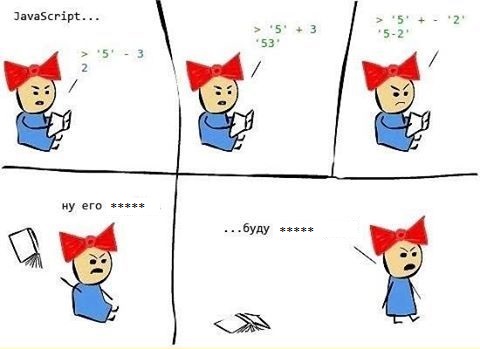 JavaScript...
> '5' - 3
2
> '5' + 3
'53'
> '5' + - '2'
'5-2'
ну его *****
...буду *****